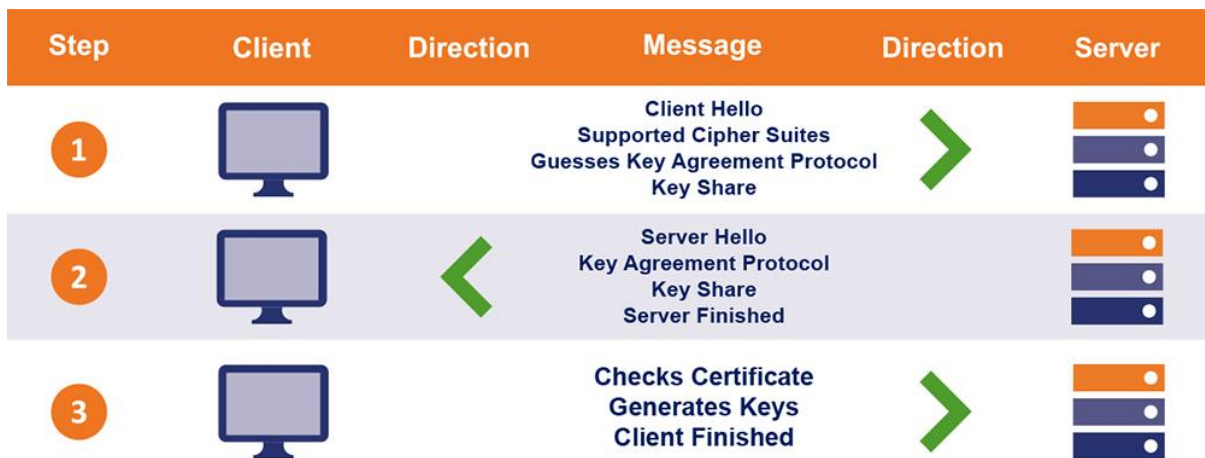 Step Client Direction Message Direction Server
1
Client Hello
Supported Cipher Suites
Guesses Key Agreement Protocol
Key Share
2
Server Hello
Key Agreement Protocol
Key Share
Server Finished
3
Checks Certificate
Generates Keys
Client Finished